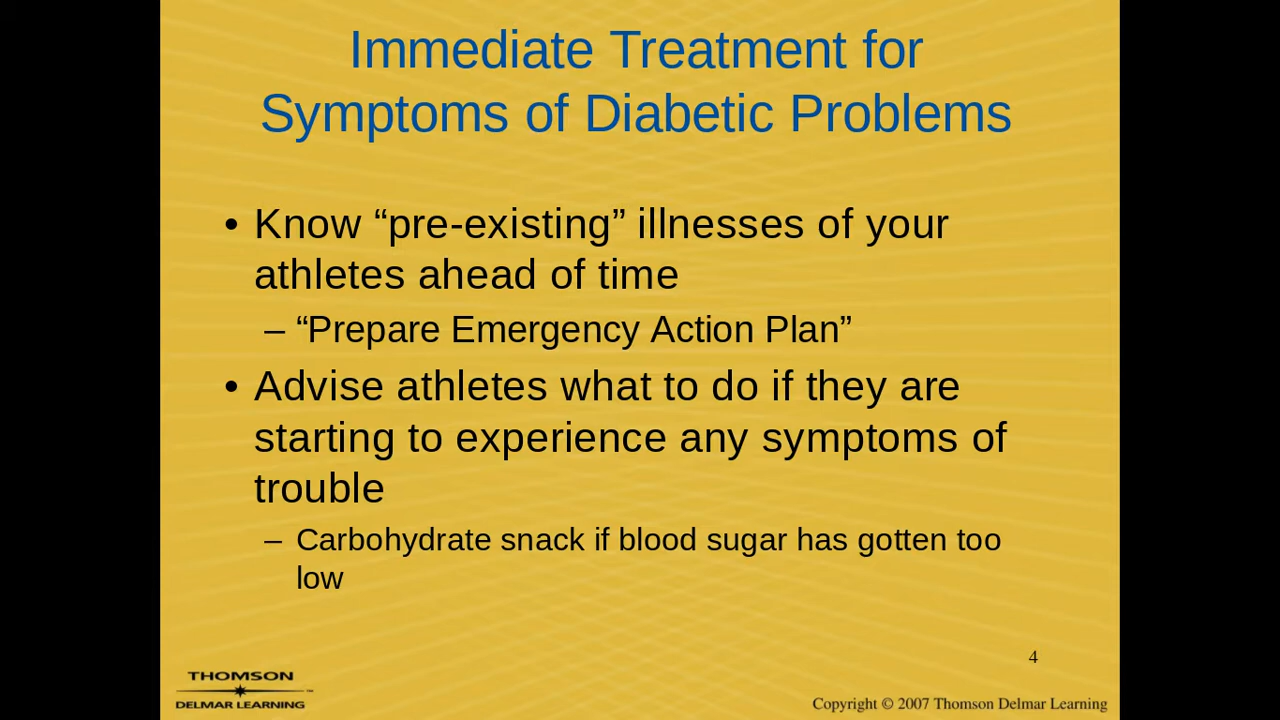 Immediate Treatment for
Symptoms of Diabetic Problems
• Know “pre-existing” illnesses of your
athletes ahead of time
– “Prepare Emergency Action Plan”
• Advise athletes what to do if they are
starting to experience any symptoms of
trouble
– Carbohydrate snack if blood sugar has gotten too
low
4
THOMSON
™
DELMAR LEARNING
Copyright © 2007 Thomson Delmar Learning